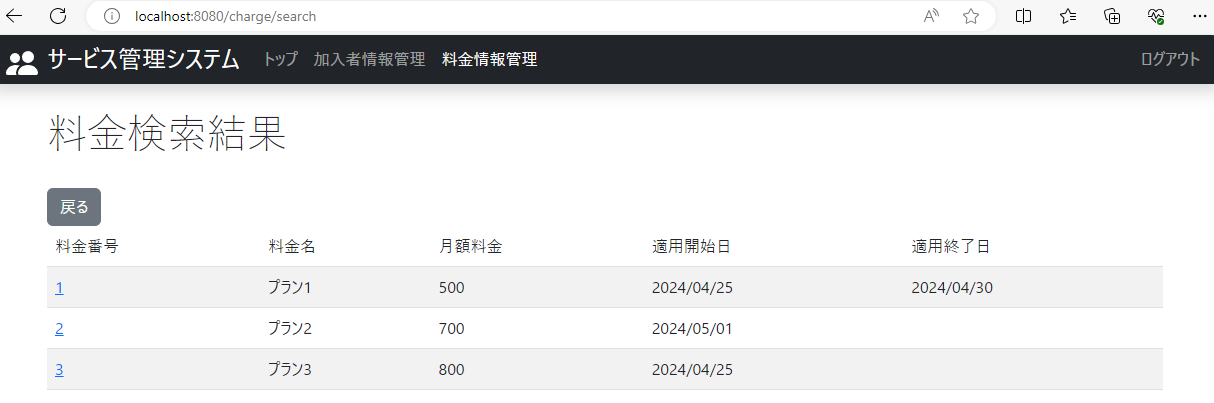 localhost:8080/charge/search
サービス管理システム トップ 加入者情報管理 料金情報管理 ログアウト
料金検索結果
戻る
料金番号 料金名 月額料金 適用開始日 適用終了日
1 プラン1 500 2024/04/25 2024/04/30
2 プラン2 700 2024/05/01
3 プラン3 800 2024/04/25